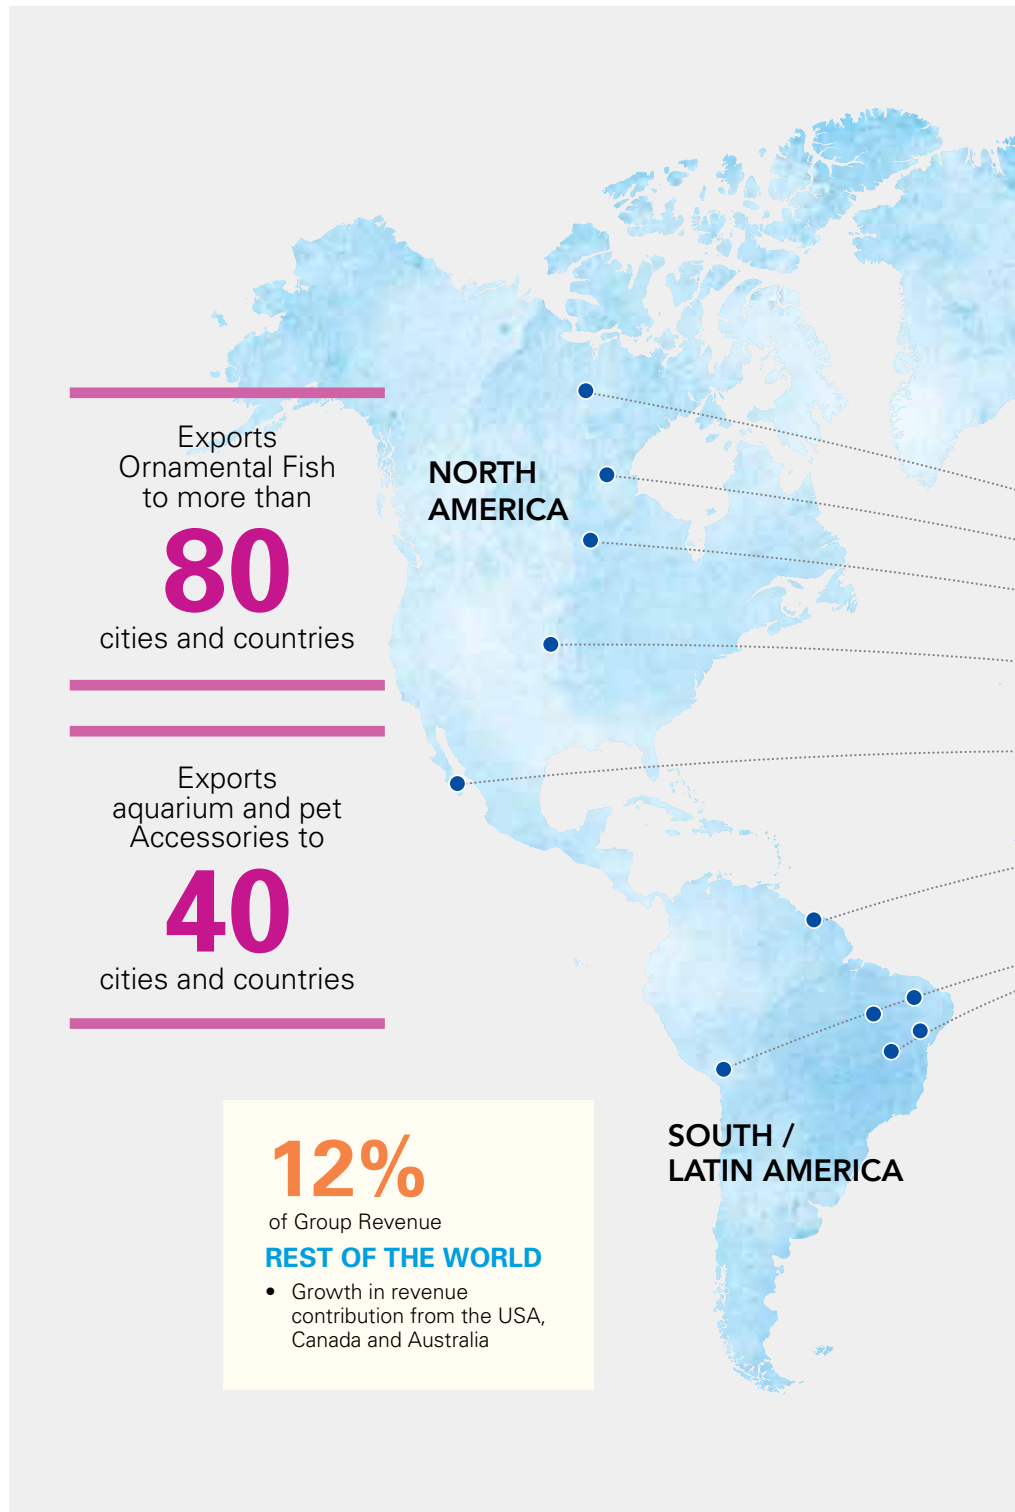 Exports
Ornamental Fish
to more than
80
cities and countries
NORTH
AMERICA
Exports
aquarium and pet
Accessories to
40
cities and countries
SOUTH /
LATIN AMERICA
12%
of Group Revenue
REST OF THE WORLD
• Growth in revenue
contribution from the USA,
Canada and Australia